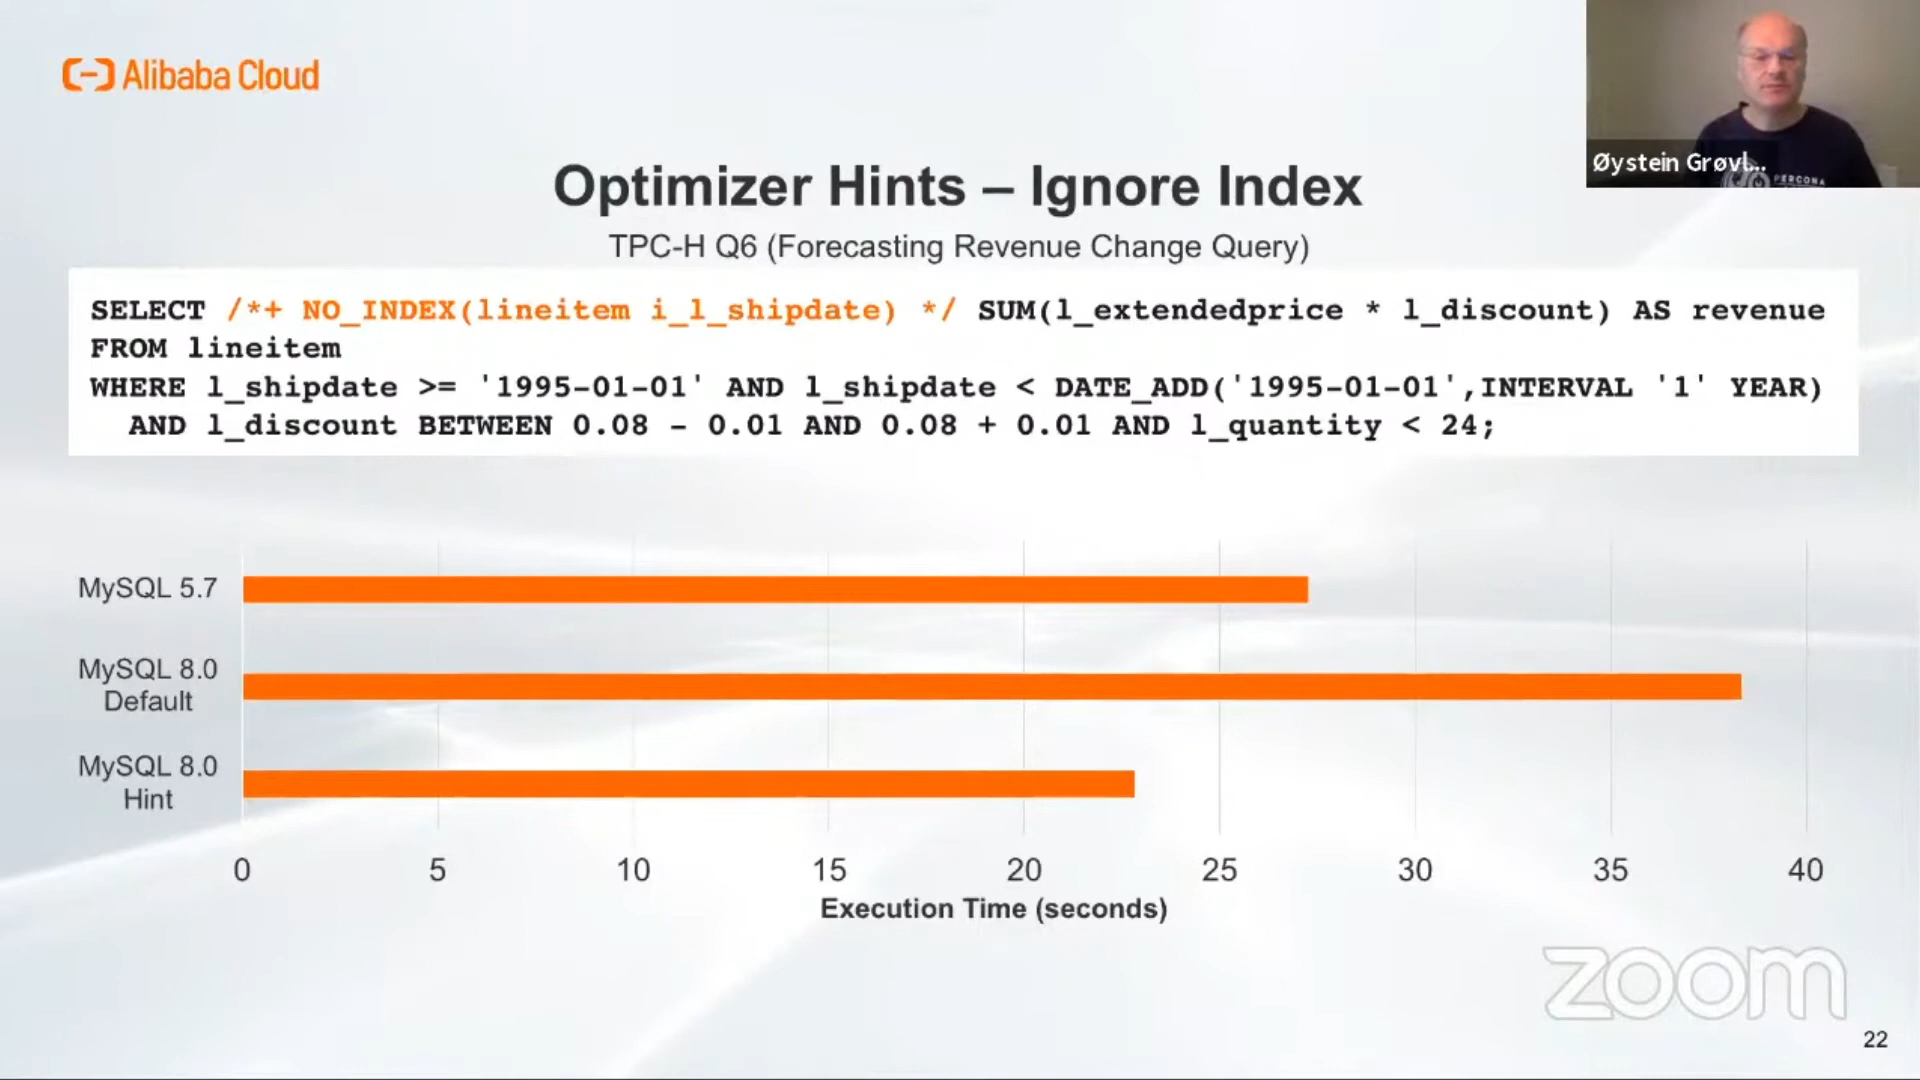 Alibaba Cloud
Øystein Grøvl...
PERCONA
Optimizer Hints – Ignore Index
TPC-H Q6 (Forecasting Revenue Change Query)
SELECT /*+ NO_INDEX(lineitem i_l_shipdate) */ SUM(l_extendedprice * l_discount) AS revenue
FROM lineitem
WHERE l_shipdate >= '1995-01-01' AND l_shipdate < DATE_ADD('1995-01-01',INTERVAL '1' YEAR)
AND l_discount BETWEEN 0.08 - 0.01 AND 0.08 + 0.01 AND l_quantity < 24;
MySQL 5.7
MySQL 8.0
Default
MySQL 8.0
Hint
0 5 10 15 20 25 30 35 40
Execution Time (seconds)
zoom
22